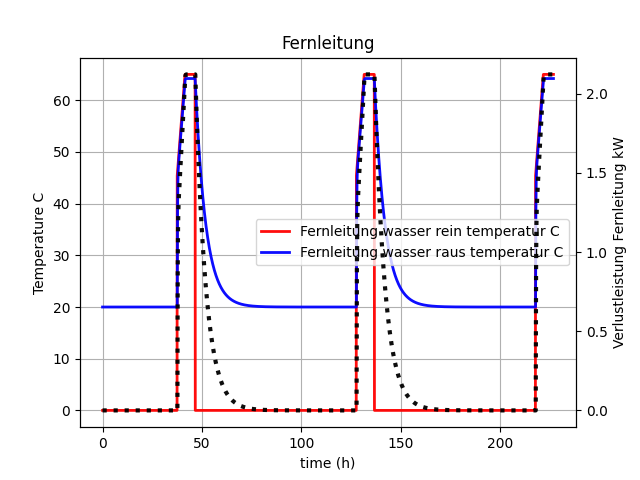 Fernleitung
Temperature C
0
10
20
30
40
50
60
Fernleitung wasser rein temperatur C
Fernleitung wasser raus temperatur C
0.0
0.5
1.0
1.5
2.0
Verlustleistung Fernleitung kW
0 50 100 150 200
time (h)